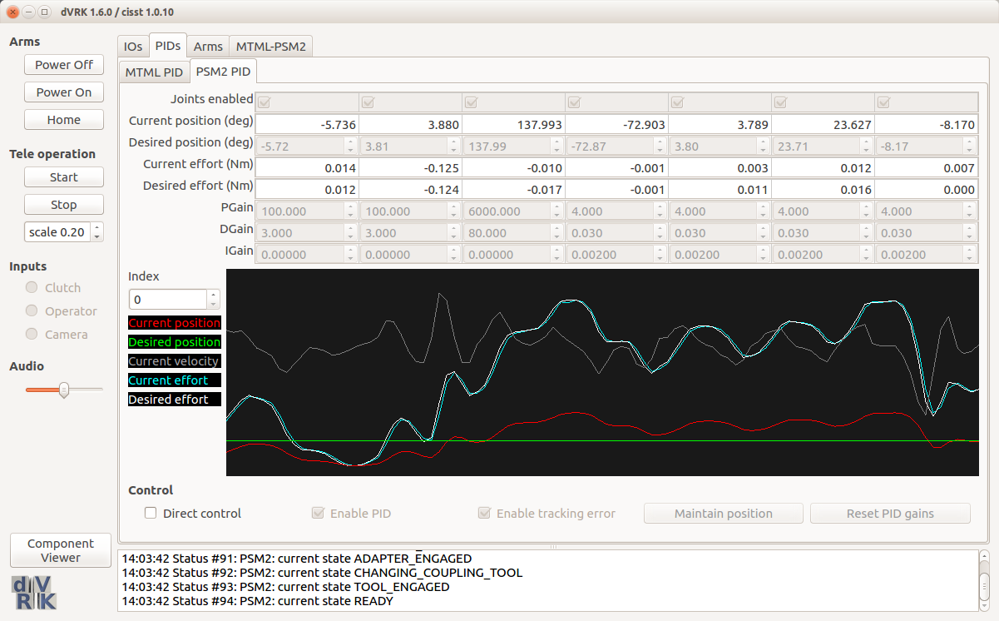 dVRK 1.6.0 / cisst 1.0.10
Arms
Power Off
Power On
Home
Tele operation
Start
Stop
scale 0.20
Inputs
Clutch
Operator
Camera
Audio
Component
Viewer
dVRK
IOs PIDs Arms MTML-PSM2
MTML PID PSM2 PID
Joints enabled
Current position (deg) -5.736 3.880 137.993 -72.903 3.789 23.627 -8.170
Desired position (deg) -5.72 3.81 137.99 -72.87 3.80 23.71 -8.17
Current effort (Nm) 0.014 -0.125 -0.010 -0.001 0.003 0.012 0.007
Desired effort (Nm) 0.012 -0.124 -0.017 -0.001 0.011 0.016 0.000
PGain 100.000 100.000 6000.000 4.000 4.000 4.000 4.000
DGain 3.000 3.000 80.000 0.030 0.030 0.030 0.030
IGain 0.00000 0.00000 0.00000 0.00200 0.00200 0.00200 0.00200
Index
0
Current position
Desired position
Current velocity
Current effort
Desired effort
Control
Direct control Enable PID Enable tracking error Maintain position Reset PID gains
14:03:42 Status #91: PSM2: current state ADAPTER_ENGAGED
14:03:42 Status #92: PSM2: current state CHANGING_COUPLING_TOOL
14:03:42 Status #93: PSM2: current state TOOL_ENGAGED
14:03:42 Status #94: PSM2: current state READY